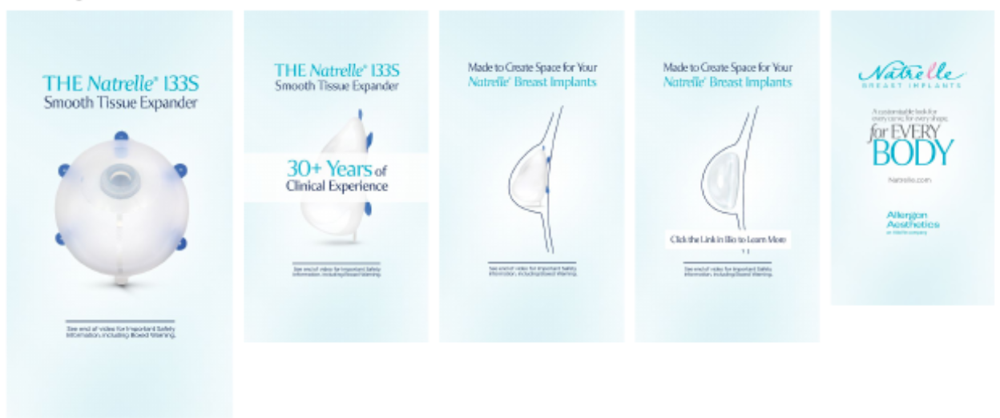 THE Natrelle® 133S
Smooth Tissue Expander
See end of video for Important Safety
Information, including Boxed Warning.
THE Natrelle® 133S
Smooth Tissue Expander
30+ Years of
Clinical Experience
See end of video for Important Safety
Information, including Boxed Warning.
Made to Create Space for Your
Natrelle® Breast Implants
See end of video for Important Safety
Information, including Boxed Warning.
Made to Create Space for Your
Natrelle® Breast Implants
Click the Link in Bio to Learn More
See end of video for Important Safety
Information, including Boxed Warning.
Natrelle
BREAST IMPLANTS
A customizable look for
every curve, for every shape,
for EVERY
BODY
Natrelle.com
Allergan
Aesthetics
an AbbVie company